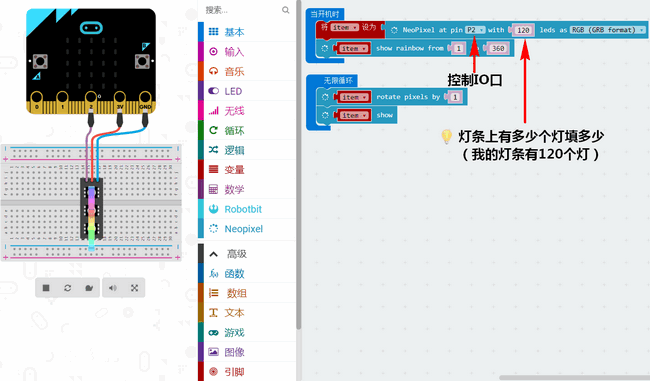 搜索...
基本
输入
音乐
LED
无线
循环
逻辑
变量
数学
Robotbit
Neopixel
高级
函数
数组
文本
游戏
图像
引脚
0 1 2 3V GND
当开机时
将 item 设为 NeoPixel at pin P2 with 120 leds as RGB (GRB format)
item show rainbow from 1 360
控制IO口
无限循环
item rotate pixels by 1
item show
灯条上有多少个灯填多少
（我的灯条有120个灯）